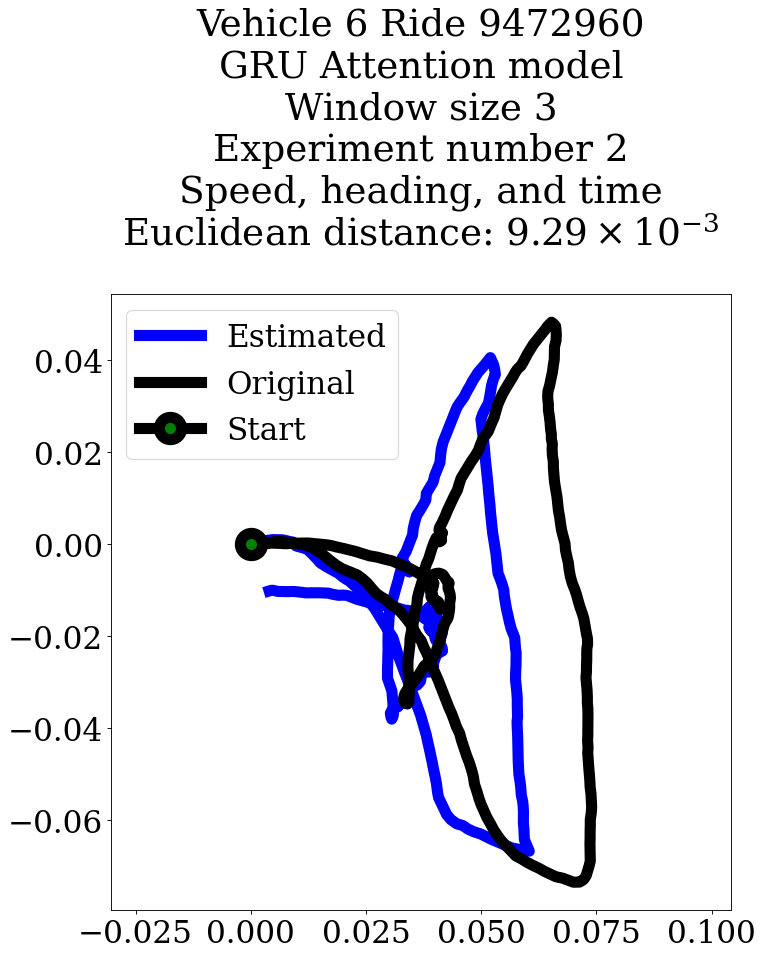 Vehicle 6 Ride 9472960
GRU Attention model
Window size 3
Experiment number 2
Speed, heading, and time
Euclidean distance: 9.29 × 10⁻³
Estimated
Original
Start
0.04
0.02
0.00
−0.02
−0.04
−0.06
−0.025 0.000 0.025 0.050 0.075 0.100